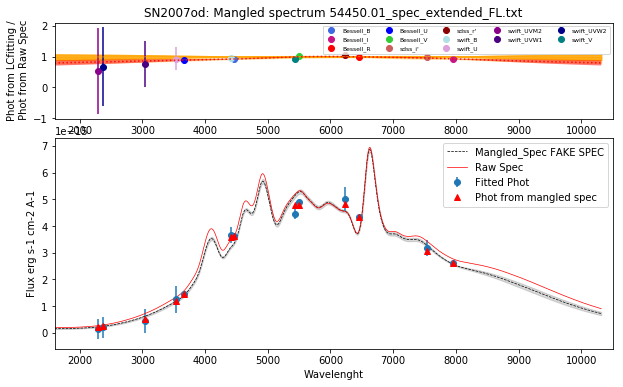 SN2007od: Mangled spectrum 54450.01_spec_extended_FL.txt
Phot from LCfitting /
Phot from Raw Spec
2
1
0
−1
Bessell_B
Bessell_I
Bessell_R
Bessell_U
Bessell_V
sdss_i'
sdss_r'
swift_B
swift_U
swift_UVM2
swift_UVW1
swift_UVW2
swift_V
2000 3000 4000 5000 6000 7000 8000 9000 10000
Flux erg s-1 cm-2 A-1
7
6
5
4
3
2
1
0
Mangled_Spec FAKE SPEC
Raw Spec
Fitted Phot
Phot from mangled spec
2000 3000 4000 5000 6000 7000 8000 9000 10000
Wavelenght